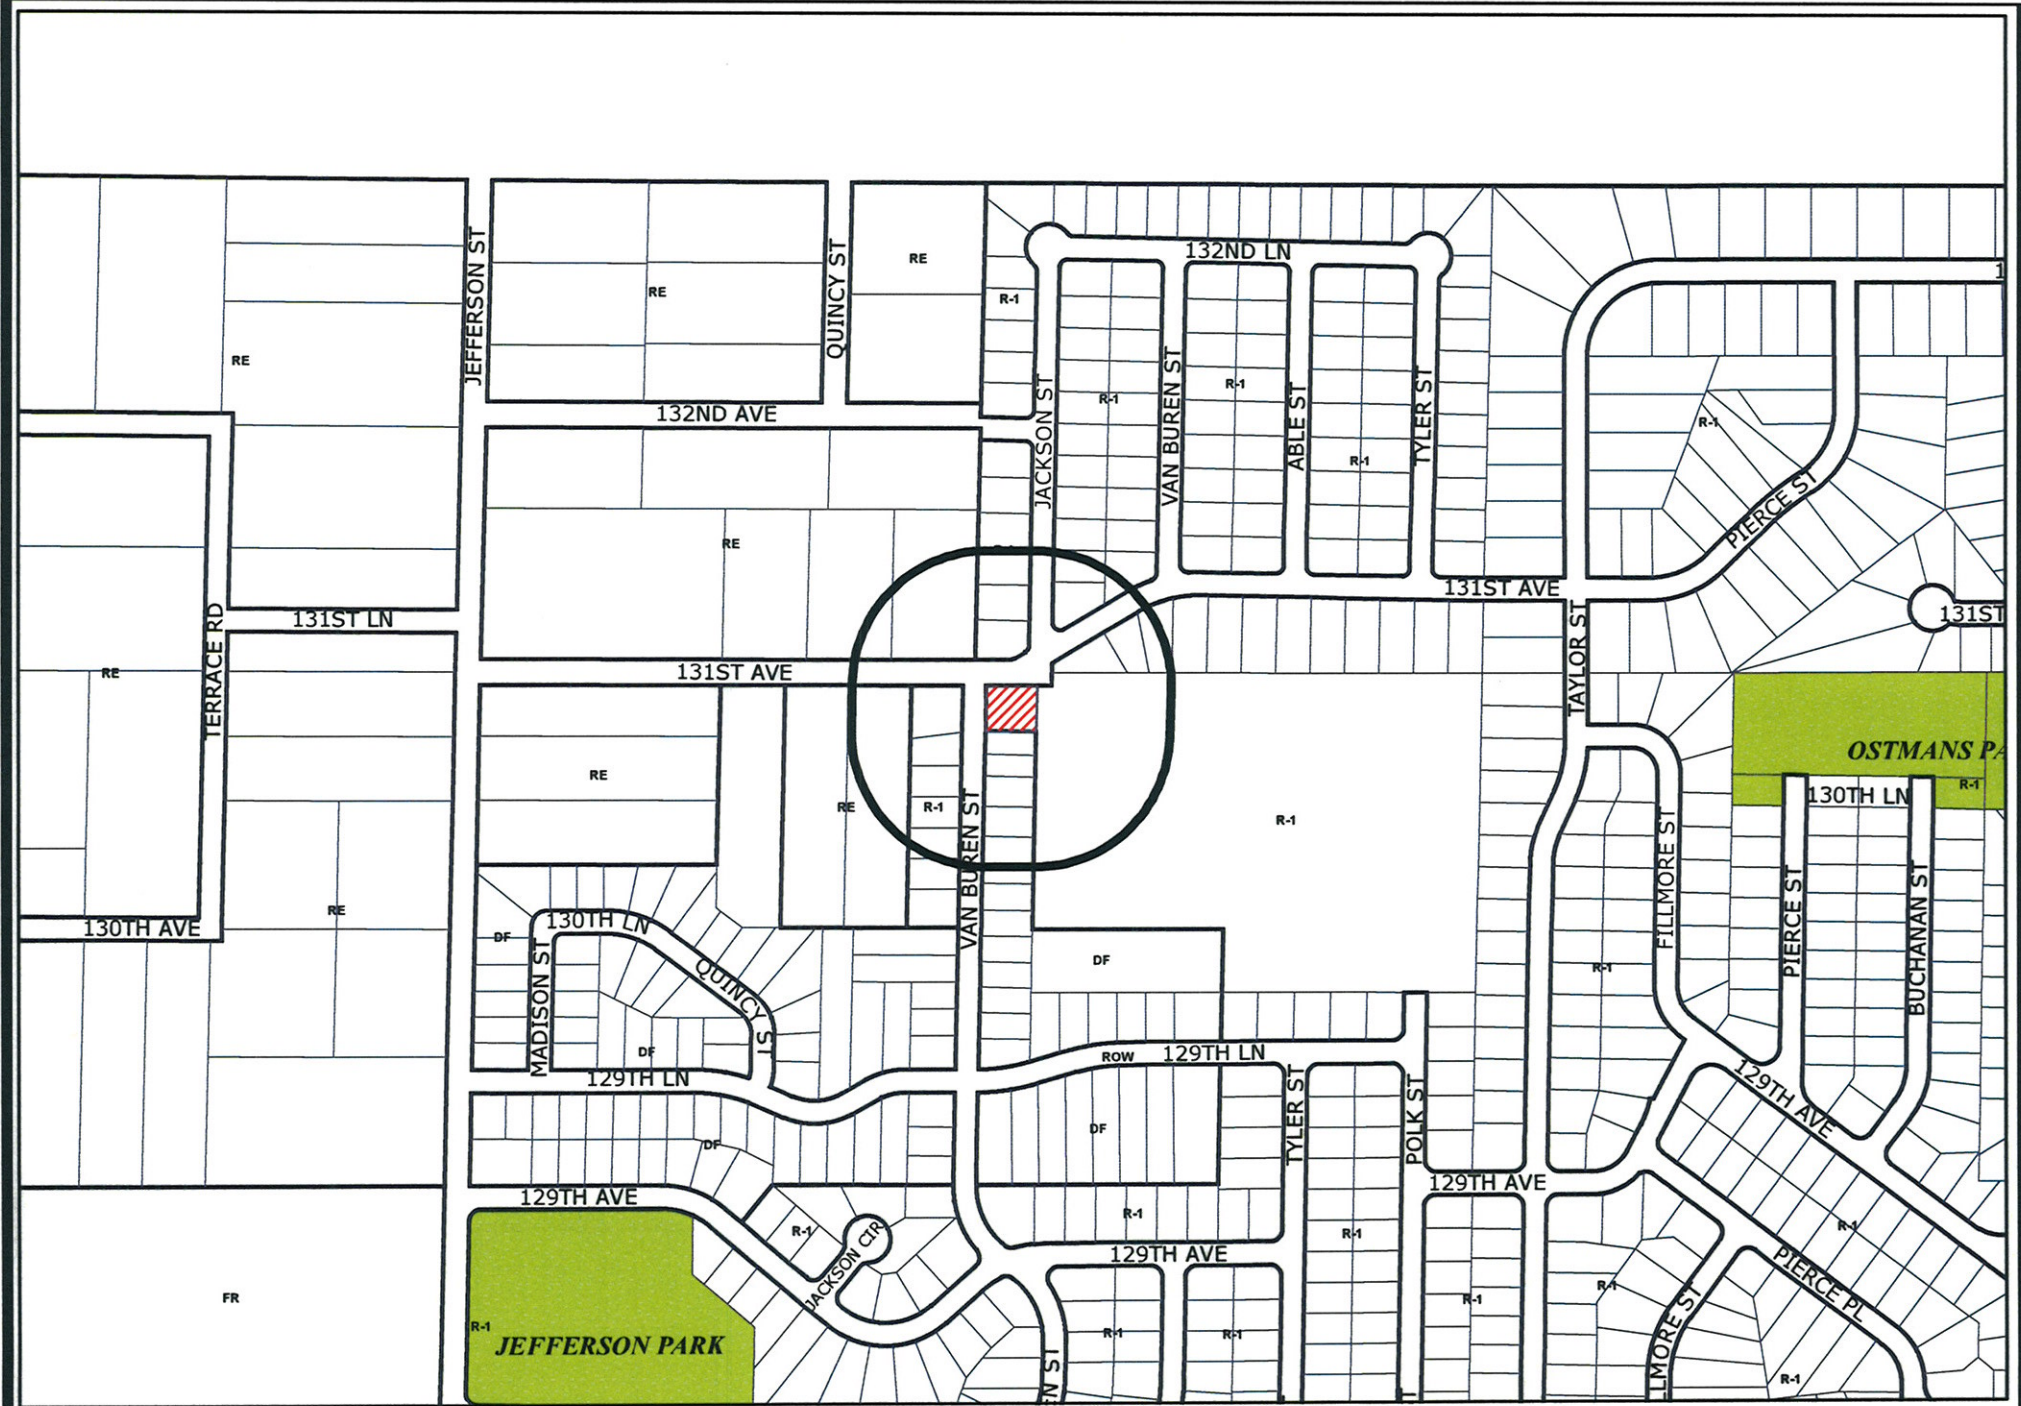 132ND LN
1
JEFFERSON ST
QUINCY ST
RE
RE
R-1
RE
JACKSON ST
R-1
VAN BUREN ST
R-1
ABLE ST
R-1
TYLER ST
R-1
132ND AVE
PIERCE ST
RE
131ST AVE
131ST LN
131ST
TERRACE RD
RE
131ST AVE
TAYLOR ST
OSTMANS PA
R-1
130TH LN
RE
RE
R-1
VAN BUREN ST
R-1
FILLMORE ST
PIERCE ST
BUCHANAN ST
RE
130TH AVE
DF
130TH LN
MADISON ST
QUINCY ST
DF
R-1
DF
129TH LN
ROW
129TH LN
TYLER ST
POLK ST
129TH AVE
DF
DF
129TH AVE
129TH AVE
R-1
JACKSON CIR
R-1
129TH AVE
R-1
R-1
PIERCE PL
FR
R-1
JEFFERSON PARK
R-1
R-1
R-1
R-1
LLMORE ST
R-1
EN ST